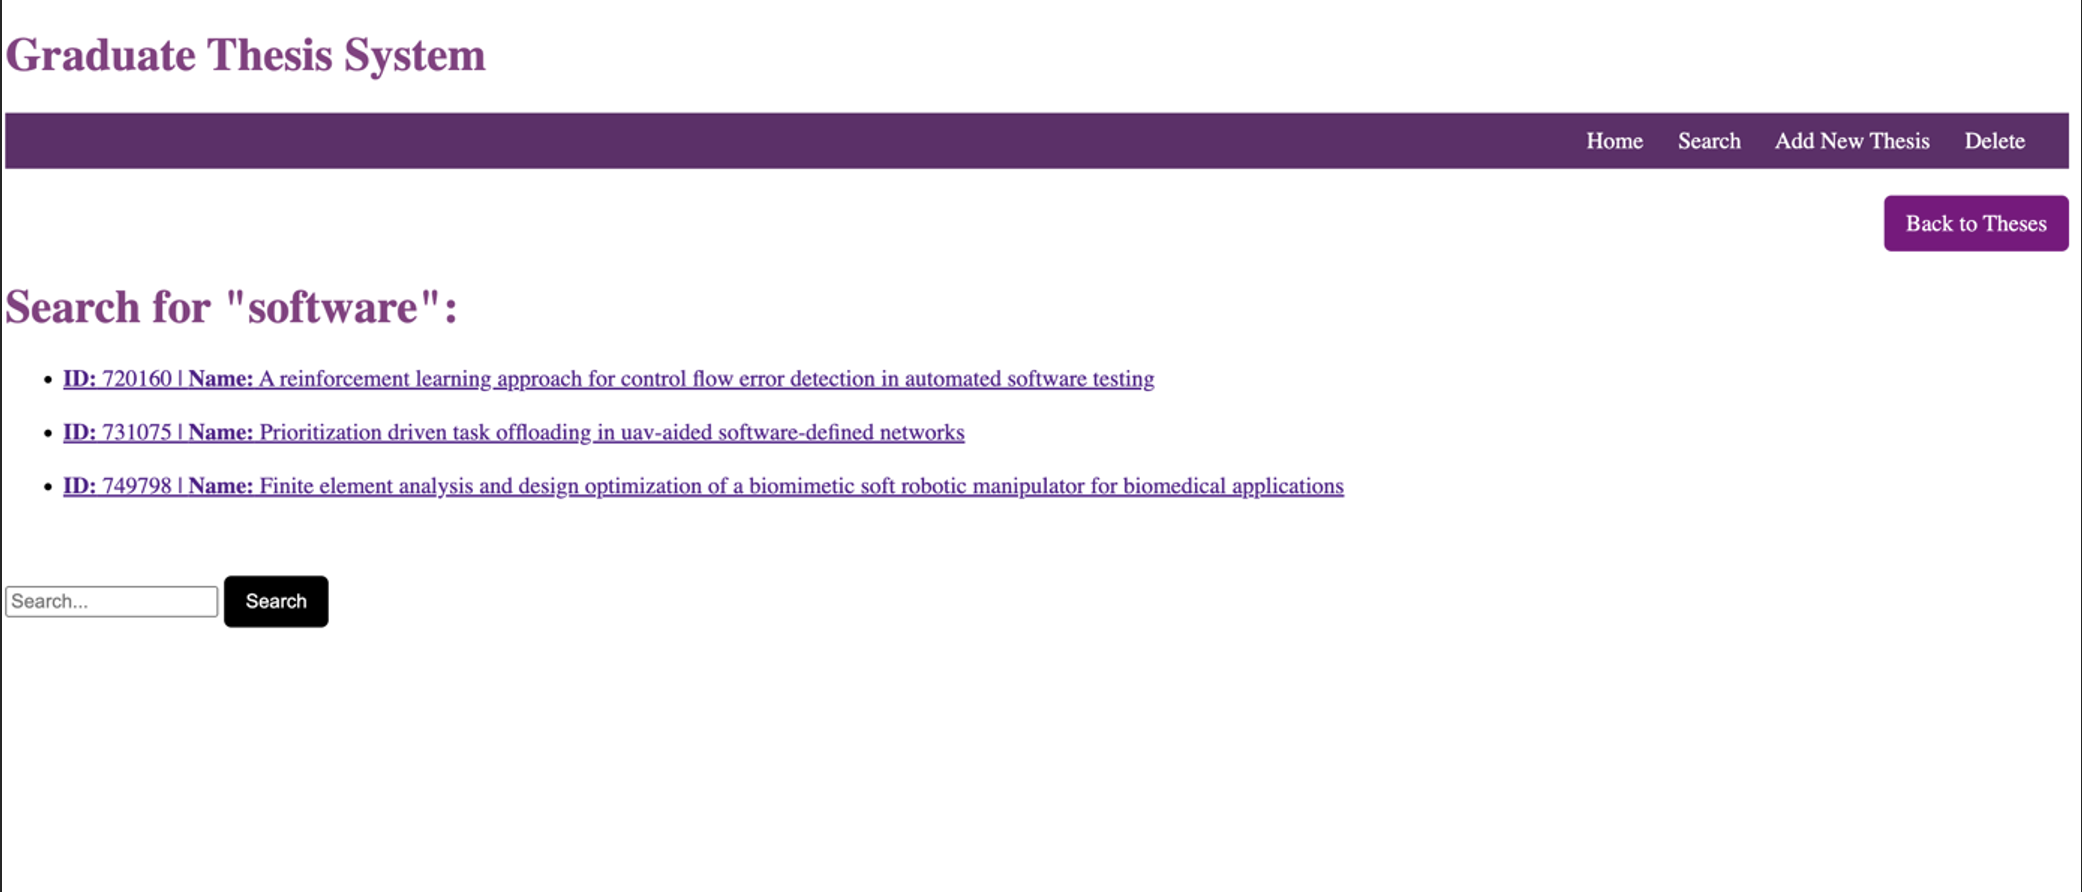 Graduate Thesis System
Home Search Add New Thesis Delete
Back to Theses
Search for "software":
ID: 720160 | Name: A reinforcement learning approach for control flow error detection in automated software testing
ID: 731075 | Name: Prioritization driven task offloading in uav-aided software-defined networks
ID: 749798 | Name: Finite element analysis and design optimization of a biomimetic soft robotic manipulator for biomedical applications
Search... Search